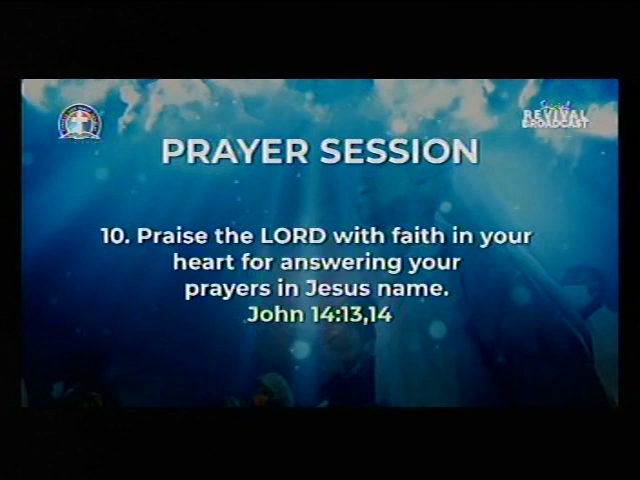 Special
REVIVAL
BROADCAST
PRAYER SESSION
10. Praise the LORD with faith in your
heart for answering your
prayers in Jesus name.
John 14:13,14